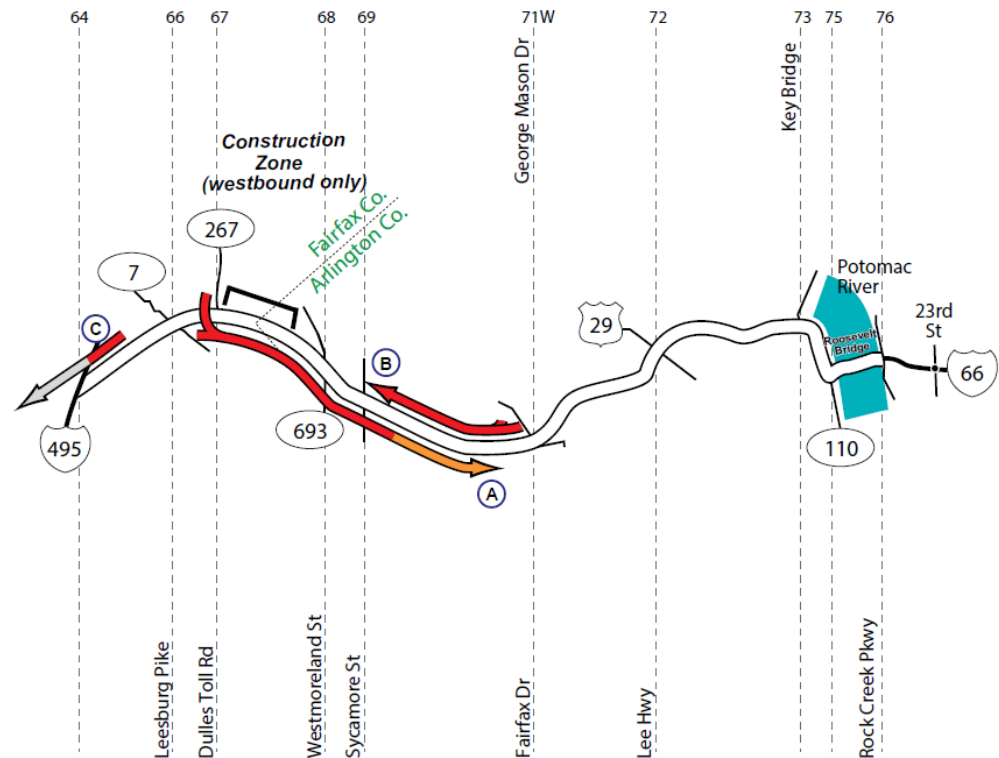 64
66
67
68
69
71W
72
73
75
76
George Mason Dr
Key Bridge
Construction
Zone
(westbound only)
Fairfax Co.
Arlington Co.
267
7
Potomac
River
23rd
St
29
Roosevelt
Bridge
C
B
66
495
693
110
A
Leesburg Pike
Dulles Toll Rd
Westmoreland St
Sycamore St
Fairfax Dr
Lee Hwy
Rock Creek Pkwy